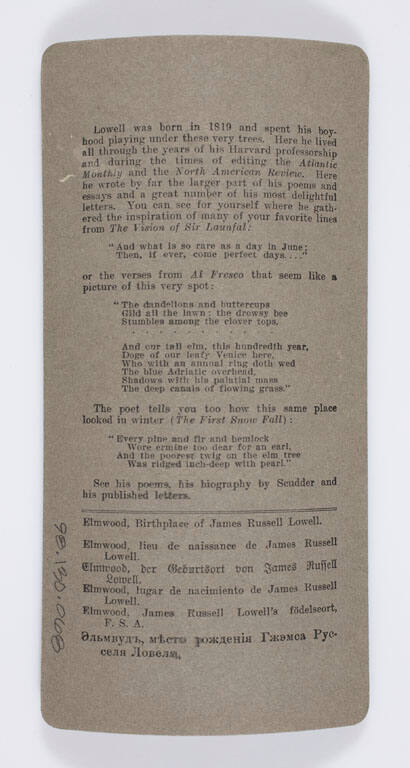 Lowell was born in 1819 and spent his boy-
hood playing under these very trees. Here he lived
all through the years of his Harvard professorship
and during the times of editing the Atlantic
Monthly and the North American Review. Here
he wrote by far the larger part of his poems and
essays and a great number of his most delightful
letters. You can see for yourself where he gath-
ered the inspiration of many of your favorite lines
from The Vision of Sir Launfal:
"And what is so rare as a day in June;
Then, if ever, come perfect days...."
or the verses from Al Fresco that seem like a
picture of this very spot:
"The dandelions and buttercups
Gild all the lawn; the drowsy bee
Stumbles among the clover tops,
. . . . . . . . . . . .
And our tall elm, this hundredth year,
Doge of our leafy Venice here,
Who with an annual ring doth wed
The blue Adriatic overhead,
Shadows with his palatial mass
The deep canals of flowing grass."
The poet tells you too how this same place
looked in winter (The First Snow Fall):
"Every pine and fir and hemlock
Wore ermine too dear for an earl,
And the poorest twig on the elm tree
Was ridged inch-deep with pearl."
See his poems, his biography by Scudder and
his published letters.
Elmwood, Birthplace of James Russell Lowell.
Elmwood, lieu de naissance de James Russell
Lowell.
Elmwood, der Geburtsort von James Russell
Lowell.
Elmwood, lugar de nacimiento de James Russell
Lowell.
Elmwood, James Russell Lowell's födelseort,
F. S. A.
Эльмвудъ, мѣсто рожденія Гжэмса Рус-
селя Ловеля,